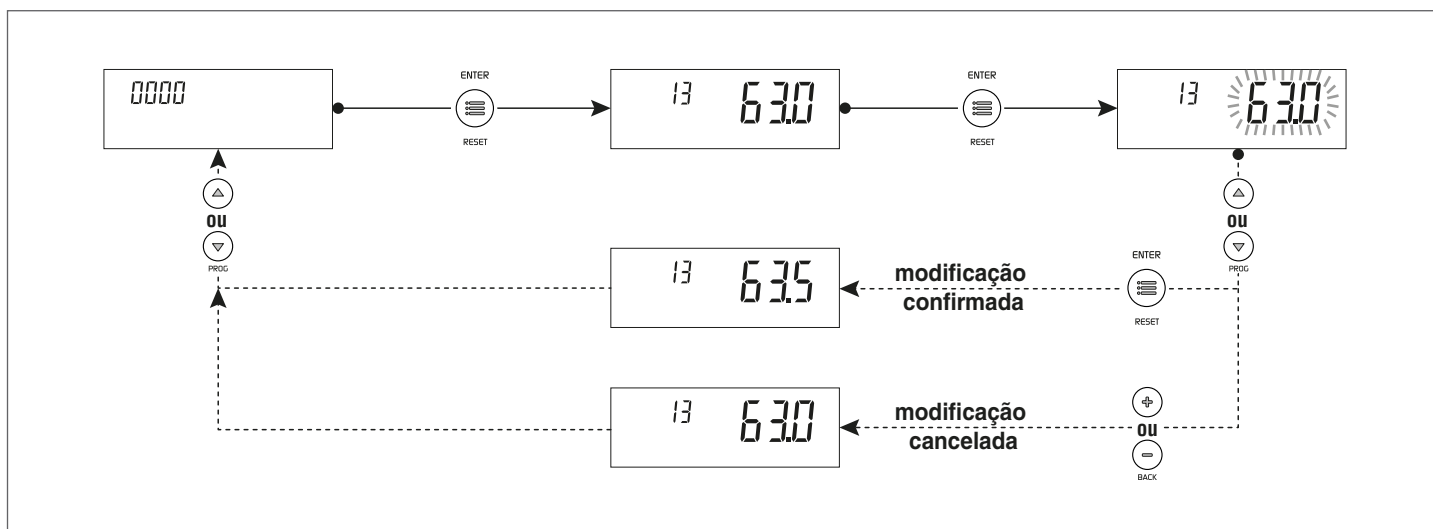 0000
ENTER
RESET
13 63.0
ENTER
RESET
13 63.0
ou
PROG
13 63.5
modificação
confirmada
ENTER
RESET
ou
PROG
13 63.0
modificação
cancelada
ou
BACK